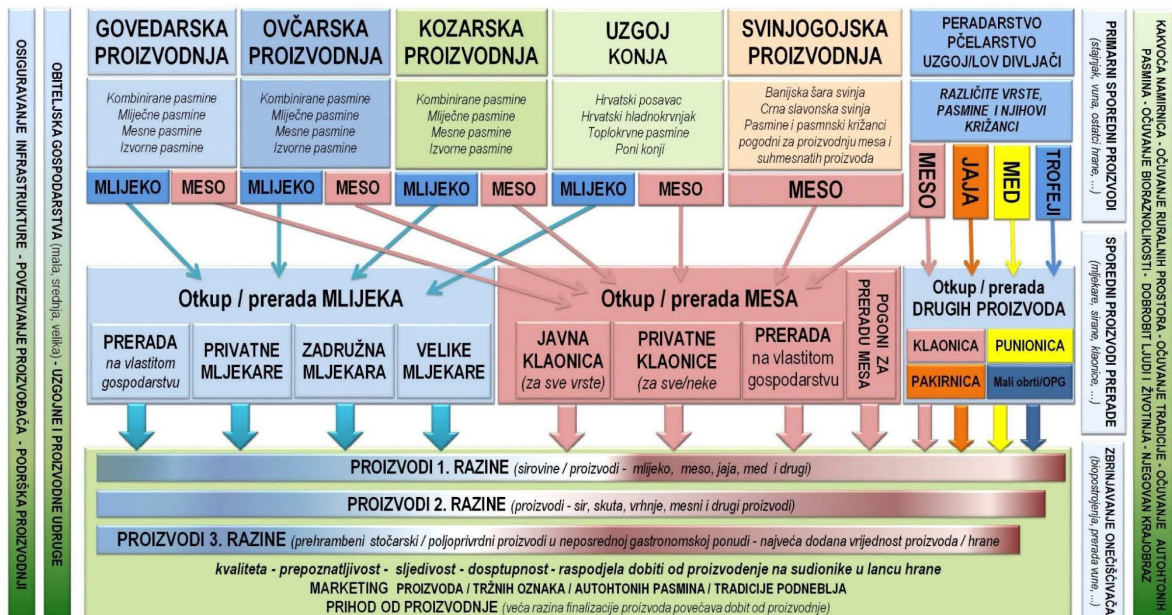 OSIGURAVANJE INFRASTRUKTURE - POVEZIVANJE PROIZVOĐAČA - PODRŠKA PROIZVODNJI
OBITELJSKA GOSPODARSTVA (mala, srednja, velika) - UZGOJNE I PROIZVODNE UDRUGE
GOVEDARSKA
PROIZVODNJA
Kombinirane pasmine
Mliječne pasmine
Mesne pasmine
Izvorne pasmine
MLIJEKO
MESO
OVČARSKA
PROIZVODNJA
Kombinirane pasmine
Mliječne pasmine
Mesne pasmine
Izvorne pasmine
MLIJEKO
MESO
KOZARSKA
PROIZVODNJA
Kombinirane pasmine
Mliječne pasmine
Mesne pasmine
Izvorne pasmine
MLIJEKO
MESO
UZGOJ
KONJA
Hrvatski posavac
Hrvatski hladnokrvnjak
Toplokrvne pasmine
Poni konji
MLIJEKO
MESO
SVINJOGOJSKA
PROIZVODNJA
Banijska šara svinja
Crna slavonska svinja
Pasmine i pasmnski križanci
pogodni za proizvodnju mesa i
suhmesnatih proizvoda
MESO
PERADARSTVO
PČELARSTVO
UZGOJ/LOV DIVLJAČI
RAZLIČITE VRSTE,
PASMINE I NJIHOVI
KRIŽANCI
MESO
JAJA
MED
TROFEJI
Otkup / prerada MLIJEKA
PRERADA
na vlastitom
gospodarstvu
PRIVATNE
MLJEKARE
ZADRUŽNA
MLJEKARA
VELIKE
MLJEKARE
Otkup / prerada MESA
JAVNA
KLAONICA
(za sve vrste)
PRIVATNE
KLAONICE
(za sve/neke)
PRERADA
na vlastitom
gospodarstvu
POGONI ZA
PRERADU MESA
Otkup / prerada
DRUGIH PROIZVODA
KLAONICA
PUNIONICA
PAKIRNICA
Mali obrti/OPG
PROIZVODI 1. RAZINE (sirovine / proizvodi - mlijeko, meso, jaja, med i drugi)
PROIZVODI 2. RAZINE (proizvodi - sir, skuta, vrhnje, mesni i drugi proizvodi)
PROIZVODI 3. RAZINE (prehrambeni stočarski / poljoprivrdni proizvodi u neposrednoj gastronomskoj ponudi - najveća dodana vrijednost proizvoda / hrane
kvaliteta - prepoznatljivost - sljedivost - dosptupnost - raspodjela dobiti od proizvodenje na sudionike u lancu hrane
MARKETING PROIZVODA / TRŽNIH OZNAKA / AUTOHTONIH PASMINA / TRADICIJE PODNEBLJA
PRIHOD OD PROIZVODNJE (veća razina finalizacije proizvoda povećava dobit od proizvodnje)
PRIMARNI SPOREDNI PROIZVODI
(stajnjak, vuna, ostatci hrane, ...)
SPOREDNI PROIZVODI PRERADE
(mljekare, sirane, klaonice, ...)
ZBRINJAVANJE ONEČIŠĆIVAČA
(biopostrojenja, prerada vune, ...)
KAKVOĆA NAMIRNICA - OČUVANJE RURALNIH PROSTORA - OČUVANJE TRADICIJE - OČUVANJE AUTOHTONIH
PASMINA - OČUVANJE BIORAZNOLIKOSTI - DOBROBIT LJUDI I ŽIVOTINJA - NJEGOVAN KRAJOBRAZ